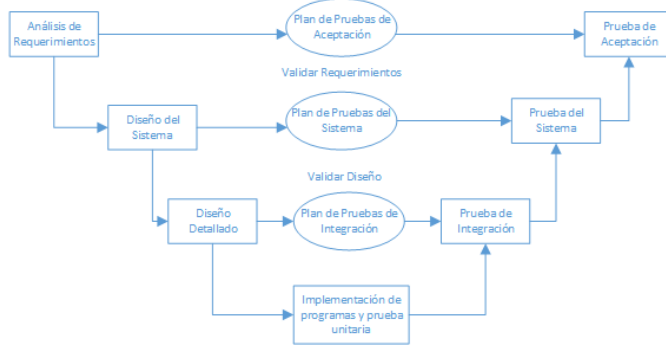 Análisis de
Requerimientos
Plan de Pruebas de
Aceptación
Prueba de
Aceptación
Validar Requerimientos
Diseño del
Sistema
Plan de Pruebas del
Sistema
Prueba del
Sistema
Validar Diseño
Diseño
Detallado
Plan de Pruebas de
Integración
Prueba de
Integración
Implementación de
programas y prueba
unitaria